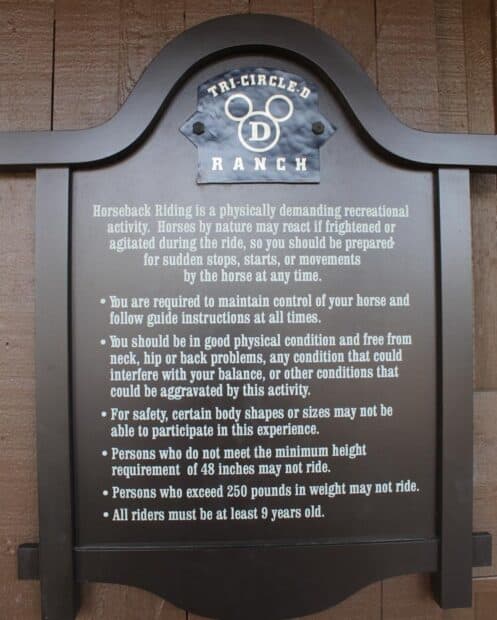 TRI-CIRCLE-D
D
RANCH
Horseback Riding is a physically demanding recreational
activity. Horses by nature may react if frightened or
agitated during the ride, so you should be prepared
for sudden stops, starts, or movements
by the horse at any time.
• You are required to maintain control of your horse and
follow guide instructions at all times.
• You should be in good physical condition and free from
neck, hip or back problems, any condition that could
interfere with your balance, or other conditions that
could be aggravated by this activity.
• For safety, certain body shapes or sizes may not be
able to participate in this experience.
• Persons who do not meet the minimum height
requirement of 48 inches may not ride.
• Persons who exceed 250 pounds in weight may not ride.
• All riders must be at least 9 years old.